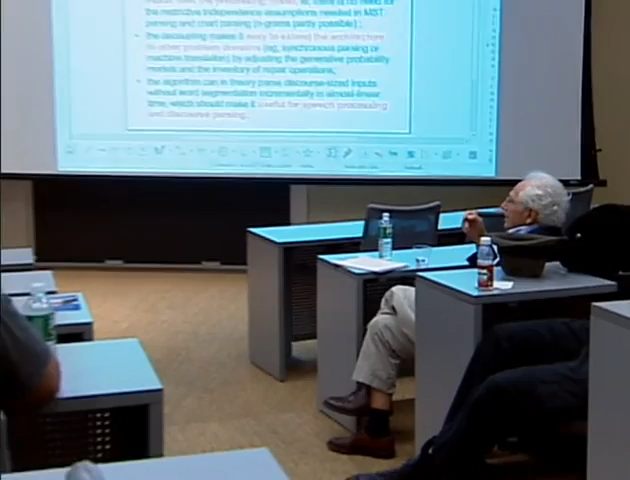 the restrictive independence assumptions needed in MST
parsing and chart parsing (n-grams partly possible);
the decoupling makes it easy to extend the architecture
to other problem domains (eg, synchronous parsing or
machine translation) by adjusting the generative probability
models and the inventory of repair operations,
the algorithm can in theory parse discourse-sized inputs
without word segmentation incrementally in almost-linear
time, which should make it useful for speech processing
and discourse parsing.